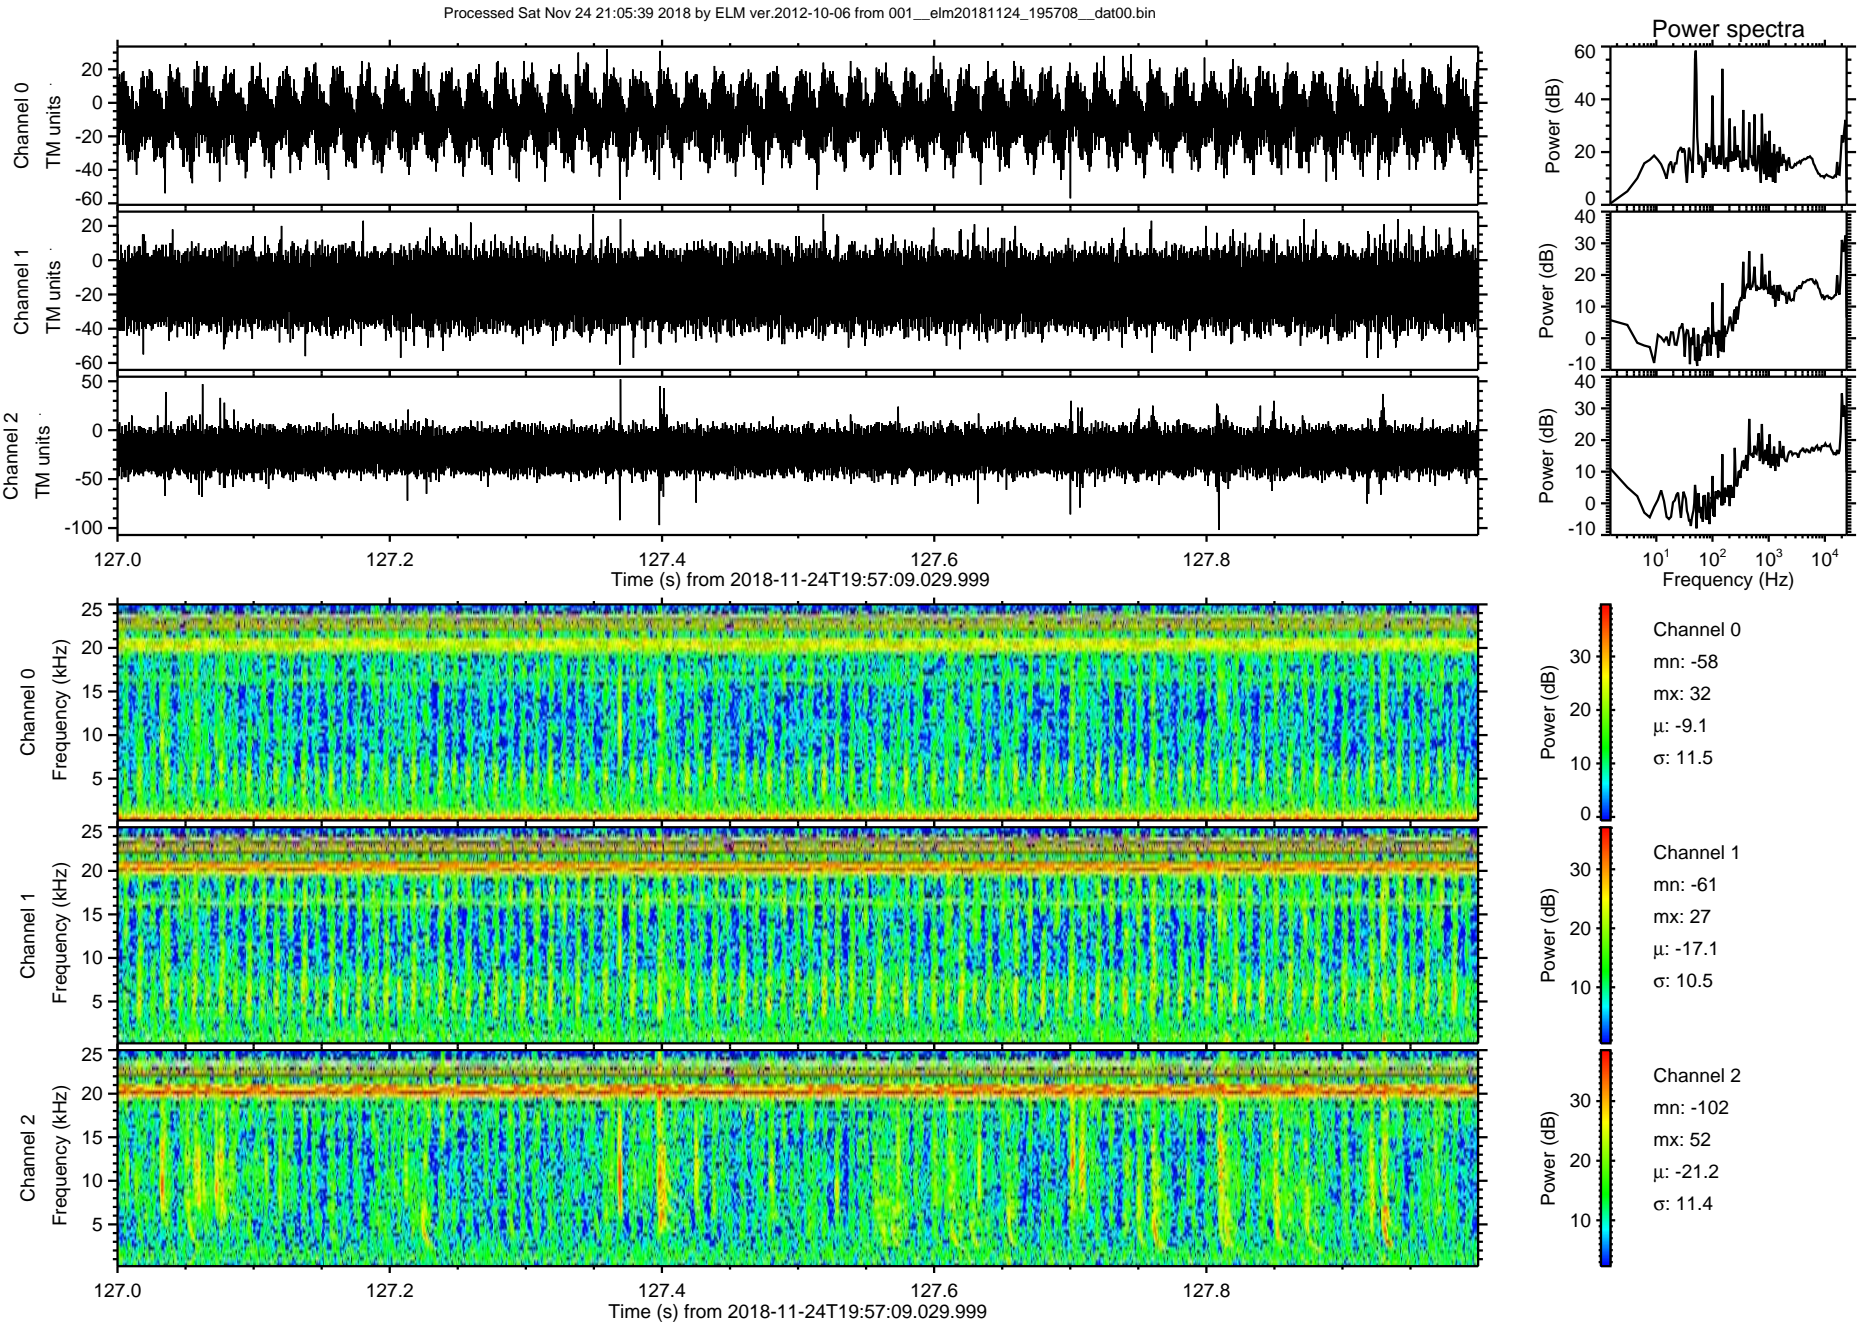 Processed Sat Nov 24 21:05:39 2018 by ELM ver.2012-10-06 from 001__elm20181124_195708__dat00.bin
Power spectra
Channel 0
TM units
20
0
-20
-40
-60
Power (dB)
60
40
20
0
Channel 1
TM units
20
0
-20
-40
-60
Power (dB)
40
30
20
10
0
-10
Channel 2
TM units
50
0
-50
-100
Power (dB)
40
30
20
10
0
-10
127.0 127.2 127.4 127.6 127.8
Time (s) from 2018-11-24T19:57:09.029.999
10¹ 10² 10³ 10⁴
Frequency (Hz)
Channel 0
Frequency (kHz)
25
20
15
10
5
Power (dB)
30
20
10
0
Channel 0
mn: -58
mx: 32
μ: -9.1
σ: 11.5
Channel 1
Frequency (kHz)
25
20
15
10
5
Power (dB)
30
20
10
Channel 1
mn: -61
mx: 27
μ: -17.1
σ: 10.5
Channel 2
Frequency (kHz)
25
20
15
10
5
Power (dB)
30
20
10
Channel 2
mn: -102
mx: 52
μ: -21.2
σ: 11.4
127.0 127.2 127.4 127.6 127.8
Time (s) from 2018-11-24T19:57:09.029.999